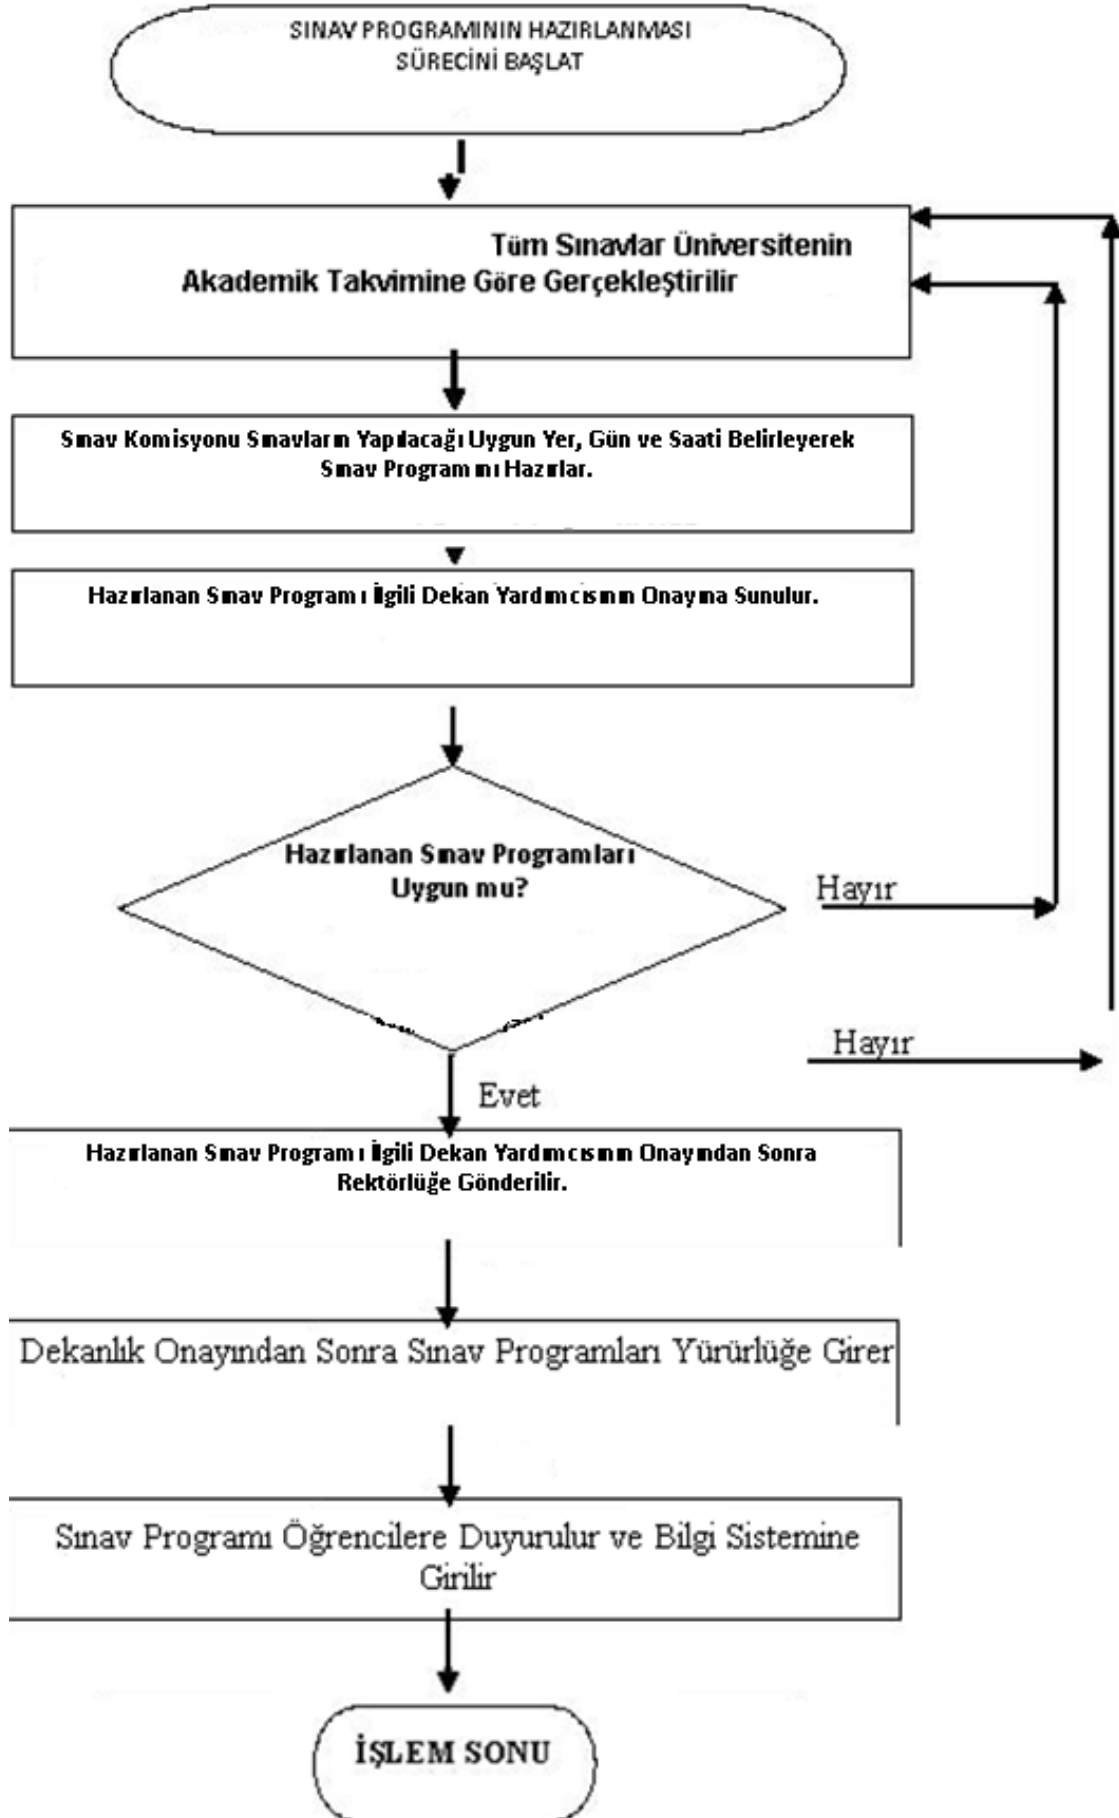 SINAV PROGRAMININ HAZIRLANMASI
SÜRECİNİ BAŞLAT
Tüm Sınavlar Üniversitenin
Akademik Takvimine Göre Gerçekleştirilir
Sınav Komisyonu Sınavların Yapılacağı Uygun Yer, Gün ve Saati Belirleyerek
Sınav Programını Hazırlar.
Hazırlanan Sınav Programı İlgili Dekan Yardımcısının Onayına Sunulur.
Hazırlanan Sınav Programları
Uygun mu?
Hayır
Hayır
Evet
Hazırlanan Sınav Programı İlgili Dekan Yardımcısının Onayından Sonra
Rektörlüğe Gönderilir.
Dekanlık Onayından Sonra Sınav Programları Yürürlüğe Girer
Sınav Programı Öğrencilere Duyurulur ve Bilgi Sistemine
Girilir
İŞLEM SONU